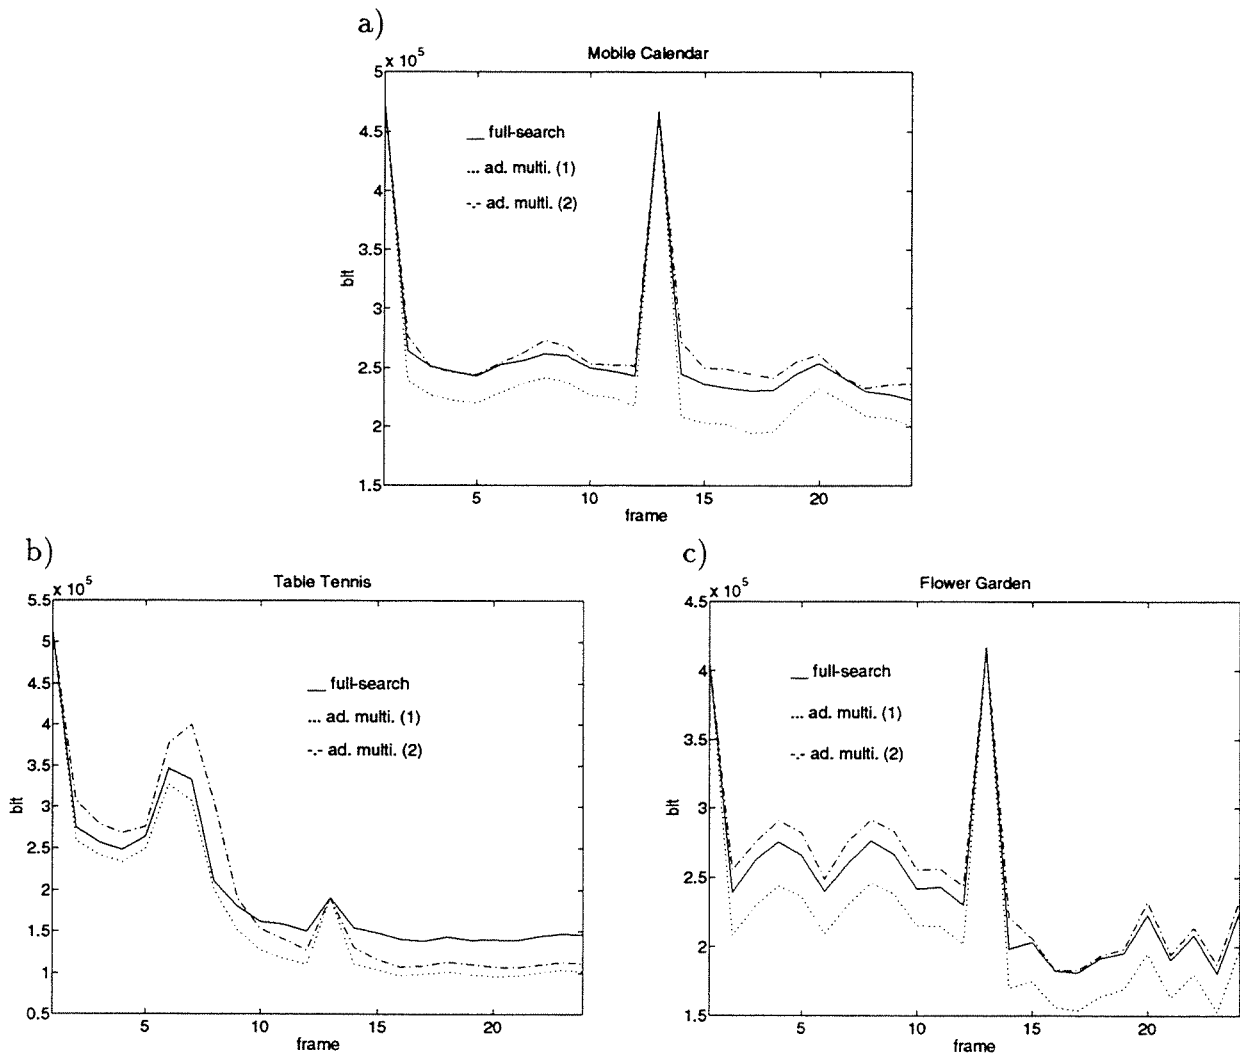 a)
Mobile Calendar
x 10^5
5
4.5
4
3.5
3
2.5
2
1.5
bit
__ full-search
... ad. multi. (1)
-.- ad. multi. (2)
5 10 15 20
frame
b)
Table Tennis
x 10^5
5.5
5
4.5
4
3.5
3
2.5
2
1.5
1
0.5
bit
__ full-search
... ad. multi. (1)
-.- ad. multi. (2)
5 10 15 20
frame
c)
Flower Garden
x 10^5
4.5
4
3.5
3
2.5
2
1.5
bit
__ full-search
... ad. multi. (1)
-.- ad. multi. (2)
5 10 15 20
frame